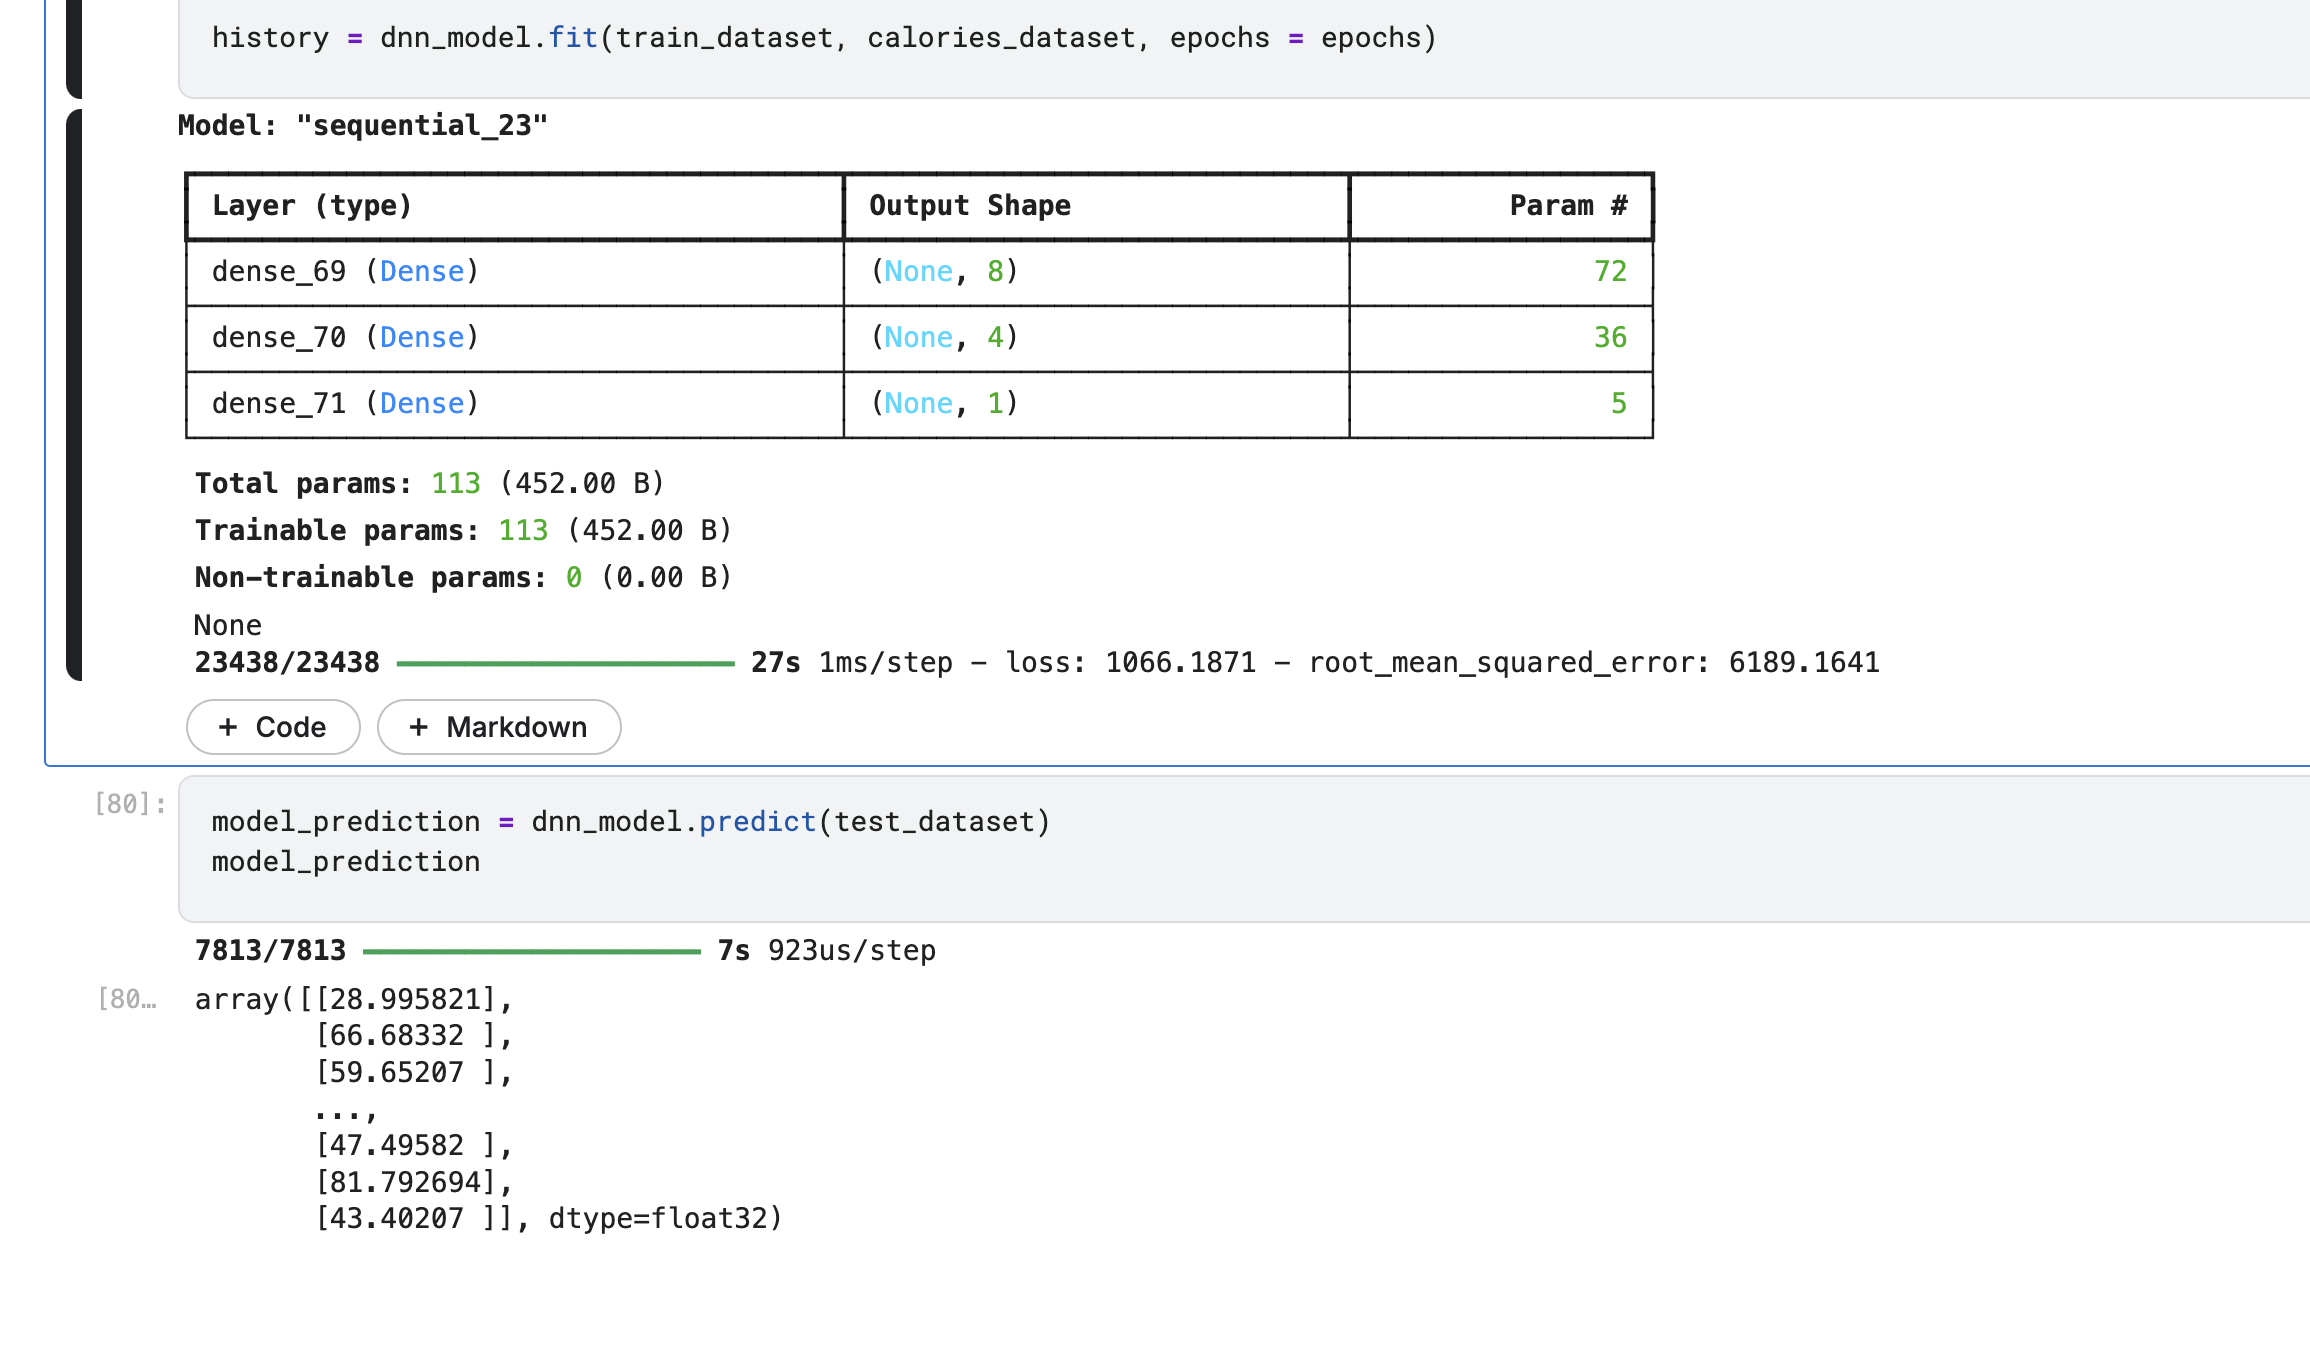 history = dnn_model.fit(train_dataset, calories_dataset, epochs = epochs)
Model: "sequential_23"
Layer (type) Output Shape Param #
dense_69 (Dense) (None, 8) 72
dense_70 (Dense) (None, 4) 36
dense_71 (Dense) (None, 1) 5
Total params: 113 (452.00 B)
Trainable params: 113 (452.00 B)
Non-trainable params: 0 (0.00 B)
None
23438/23438 27s 1ms/step - loss: 1066.1871 - root_mean_squared_error: 6189.1641
+ Code + Markdown
[80]:
model_prediction = dnn_model.predict(test_dataset)
model_prediction
7813/7813 7s 923us/step
[80… array([[28.995821],
[66.68332 ],
[59.65207 ],
...,
[47.49582 ],
[81.792694],
[43.40207 ]], dtype=float32)